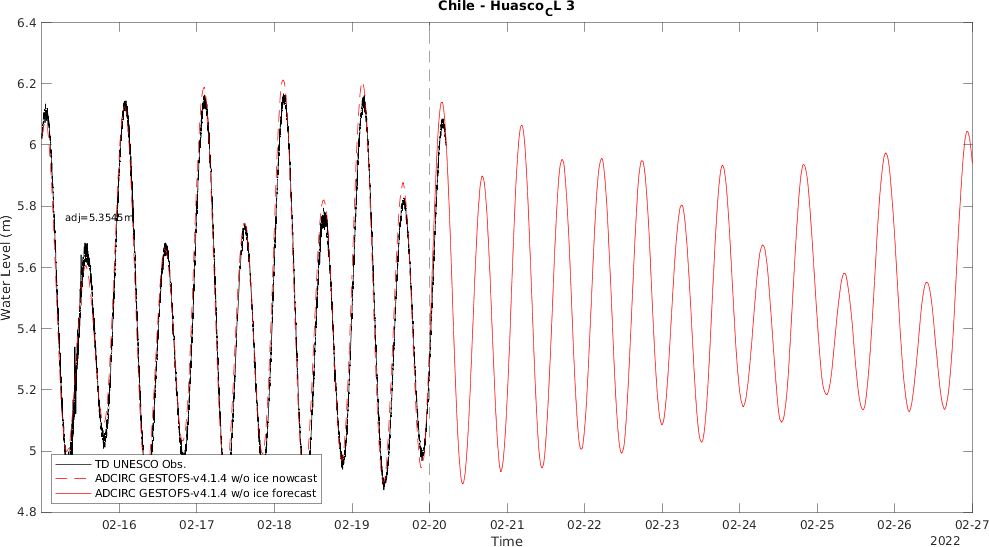 Chile - Huasco_CL 3
6.4
6.2
6
5.8
5.6
5.4
5.2
5
4.8
Water Level (m)
adj=5.3545m
TD UNESCO Obs.
ADCIRC GESTOFS-v4.1.4 w/o ice nowcast
ADCIRC GESTOFS-v4.1.4 w/o ice forecast
02-16 02-17 02-18 02-19 02-20 02-21 02-22 02-23 02-24 02-25 02-26 02-27
Time
2022